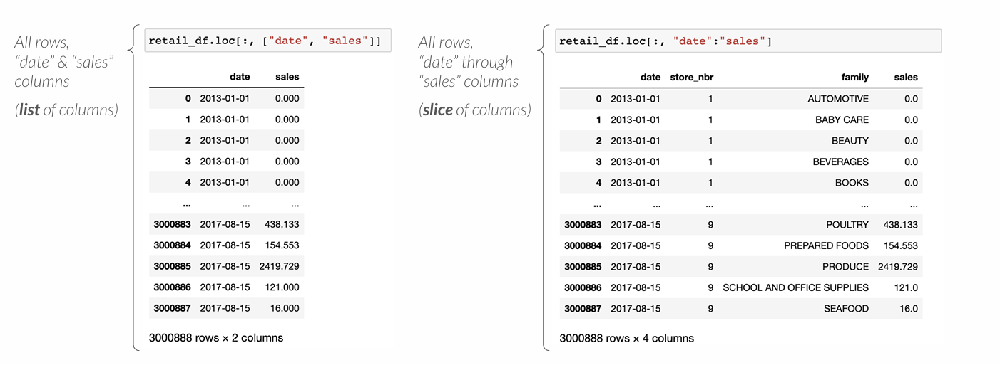 All rows,
“date” & “sales”
columns
(list of columns)
retail_df.loc[:, ["date", "sales"]]
date sales
0 2013-01-01 0.000
1 2013-01-01 0.000
2 2013-01-01 0.000
3 2013-01-01 0.000
4 2013-01-01 0.000
... ... ...
3000883 2017-08-15 438.133
3000884 2017-08-15 154.553
3000885 2017-08-15 2419.729
3000886 2017-08-15 121.000
3000887 2017-08-15 16.000
3000888 rows × 2 columns
All rows,
“date” through
“sales” columns
(slice of columns)
retail_df.loc[:, "date":"sales"]
date store_nbr family sales
0 2013-01-01 1 AUTOMOTIVE 0.0
1 2013-01-01 1 BABY CARE 0.0
2 2013-01-01 1 BEAUTY 0.0
3 2013-01-01 1 BEVERAGES 0.0
4 2013-01-01 1 BOOKS 0.0
... ... ... ... ...
3000883 2017-08-15 9 POULTRY 438.133
3000884 2017-08-15 9 PREPARED FOODS 154.553
3000885 2017-08-15 9 PRODUCE 2419.729
3000886 2017-08-15 9 SCHOOL AND OFFICE SUPPLIES 121.0
3000887 2017-08-15 9 SEAFOOD 16.0
3000888 rows × 4 columns